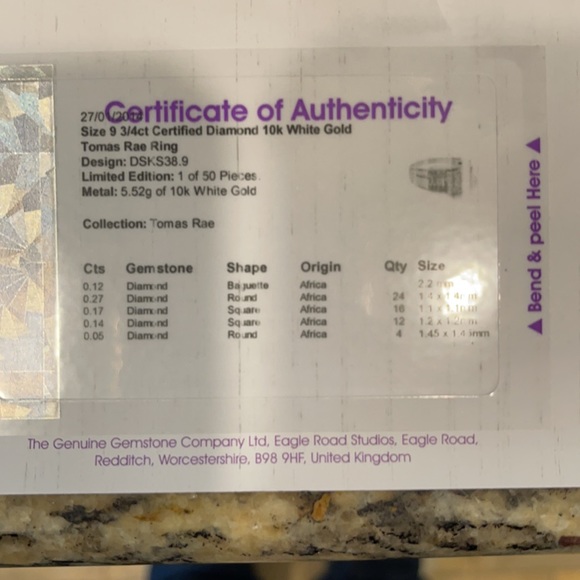 Certificate of Authenticity
Size 9 3/4ct Certified Diamond 10k White Gold
Tomas Rae Ring
Design: DSKS38.9
Limited Edition: 1 of 50 Pieces
Metal: 5.52g of 10k White Gold
Collection: Tomas Rae
Cts Gemstone Shape Origin Qty Size
0.12 Diamond Baguette Africa 2.2
0.27 Diamond Round Africa 24
0.17 Diamond Square Africa 16
0.14 Diamond Square Africa 12
0.05 Diamond Round Africa 4 1.45 x
▲ Bend & peel Here ▲
The Genuine Gemstone Company Ltd, Eagle Road Studios, Eagle Road,
Redditch, Worcestershire, B98 9HF, United Kingdom